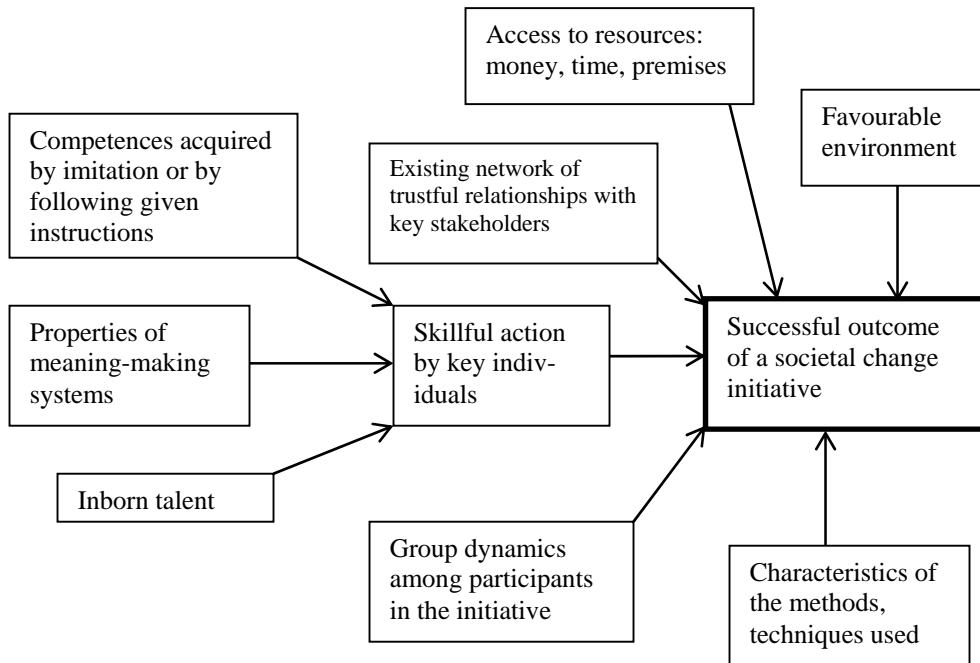 Access to resources:
money, time, premises
Favourable
environment
Competences acquired
by imitation or by
following given
instructions
Existing network of
trustful relationships with
key stakeholders
Properties of
meaning-making
systems
Skillful action
by key indiv-
iduals
Successful outcome
of a societal change
initiative
Inborn talent
Group dynamics
among participants
in the initiative
Characteristics of
the methods,
techniques used